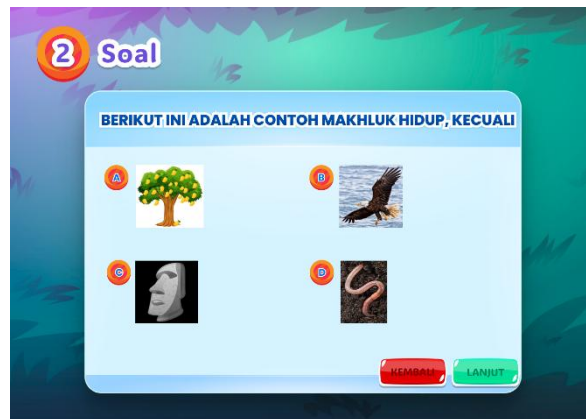 2 Soal
BERIKUT INI ADALAH CONTOH MAKHLUK HIDUP, KECUALI
A
B
C
D
KEMBALI
LANJUT